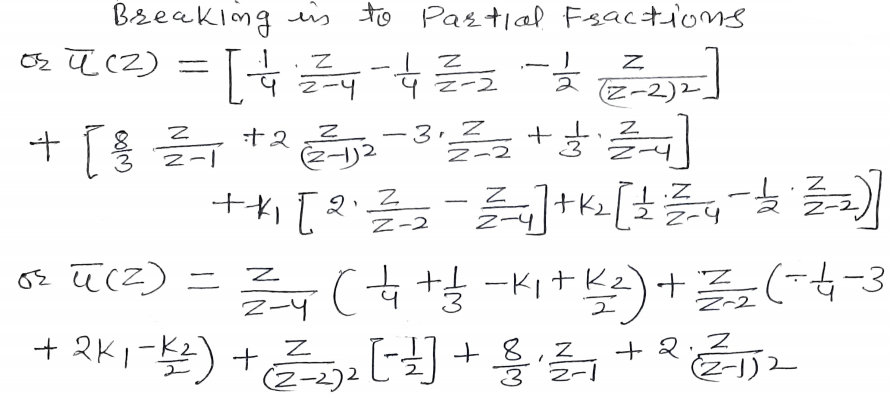 Breaking in to Partial Fractions
or ū(z) = [1/4 · z/(z-4) - 1/4 z/(z-2) - 1/2 z/(z-2)2]
+ [8/3 z/(z-1) + 2 z/(z-1)2 - 3 · z/(z-2) + 1/3 · z/(z-4)]
+ K1 [2 · z/(z-2) - z/(z-4)] + K2 [1/2 · z/(z-4) - 1/2 · z/(z-2))]
or ū(z) = z/(z-4) (1/4 + 1/3 - K1 + K2/2) + z/(z-2) (-1/4 - 3
+ 2K1 - K2/2) + z/(z-2)2 [-1/2] + 8/3 · z/(z-1) + 2 · z/(z-1)2